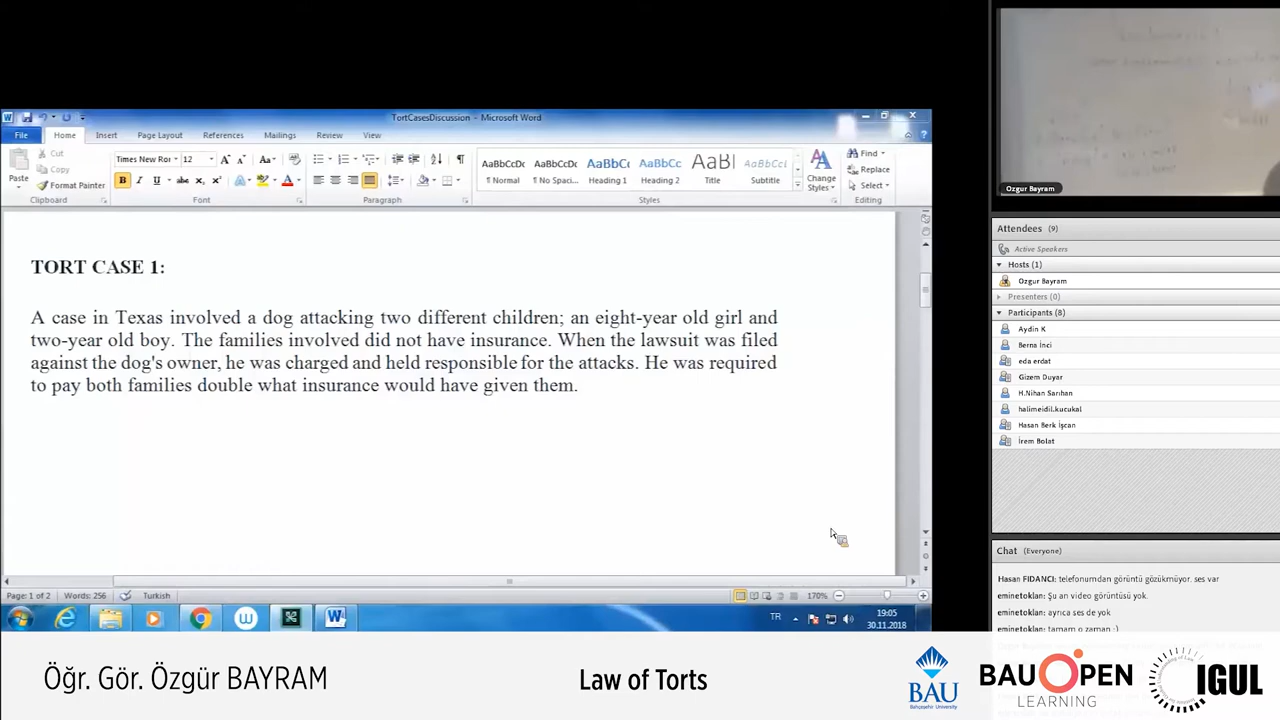 TortCasesDiscussion - Microsoft Word
File Home Insert Page Layout References Mailings Review View
Paste
Cut
Copy
Format Painter
Clipboard
Times New Ror 12
Font
Paragraph
AaBbCcDc AaBbCcDc AaBbCc AaBbCc AaBl AaBbCcDc
¶ Normal ¶ No Spaci... Heading 1 Heading 2 Title Subtitle
Change
Styles
Styles
Find
Replace
Select
Editing
TORT CASE 1:
A case in Texas involved a dog attacking two different children; an eight-year old girl and
two-year old boy. The families involved did not have insurance. When the lawsuit was filed
against the dog's owner, he was charged and held responsible for the attacks. He was required
to pay both families double what insurance would have given them.
Page: 1 of 2 Words: 256 Turkish 170%
TR 19:05
30.11.2018
Ozgur Bayram
Attendees (9)
Active Speakers
Hosts (1)
Ozgur Bayram
Presenters (0)
Participants (8)
Aydin K
Berna İnci
eda erdat
Gizem Duyar
H.Nihan Sarıhan
halimeidil.kucukal
Hasan Berk İşcan
İrem Bolat
Chat (Everyone)
Hasan FIDANCI: telefonumdan görüntü gözükmüyor. ses var
eminetoklan: Şu an video görüntüsü yok.
eminetoklan: ayrıca ses de yok
eminetoklan: tamam o zaman :)
Öğr. Gör. Özgür BAYRAM
Law of Torts
BAU
Bahçeşehir University
BAU OPEN
LEARNING
IGUL